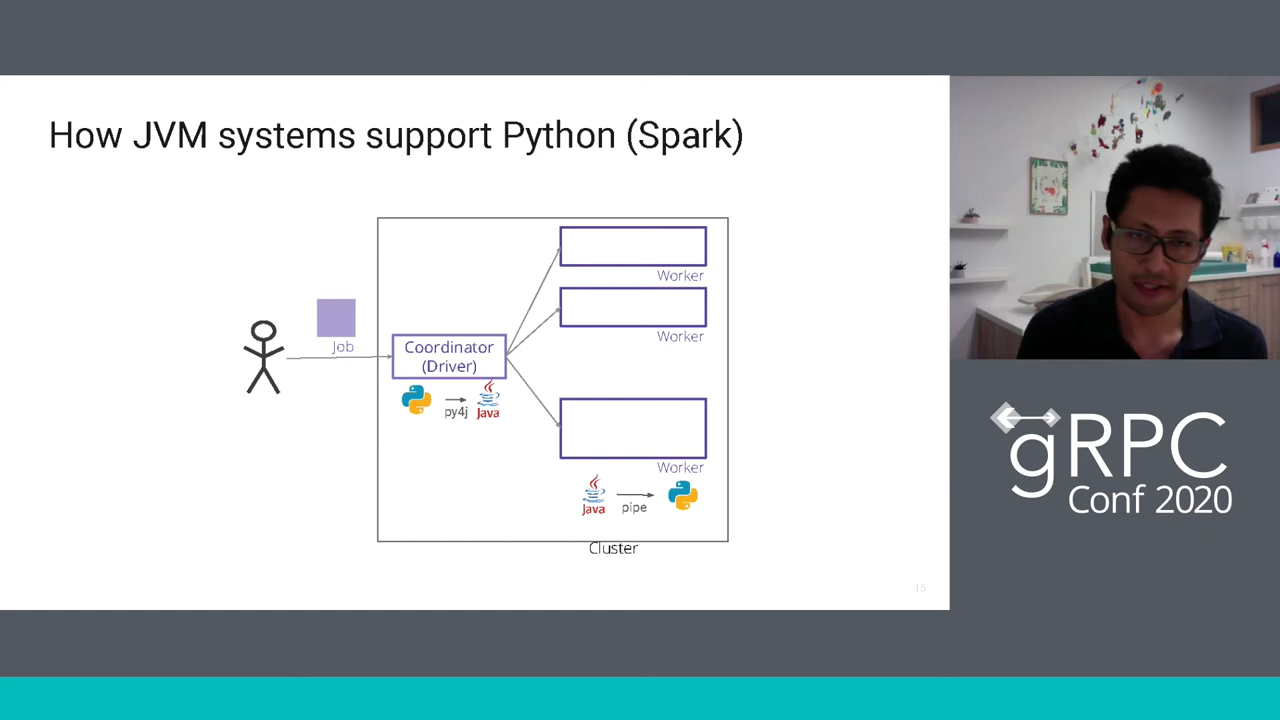 How JVM systems support Python (Spark)
Worker
Worker
Job
Coordinator
(Driver)
py4j
Java
Worker
Java
pipe
Cluster
15
gRPC
Conf 2020